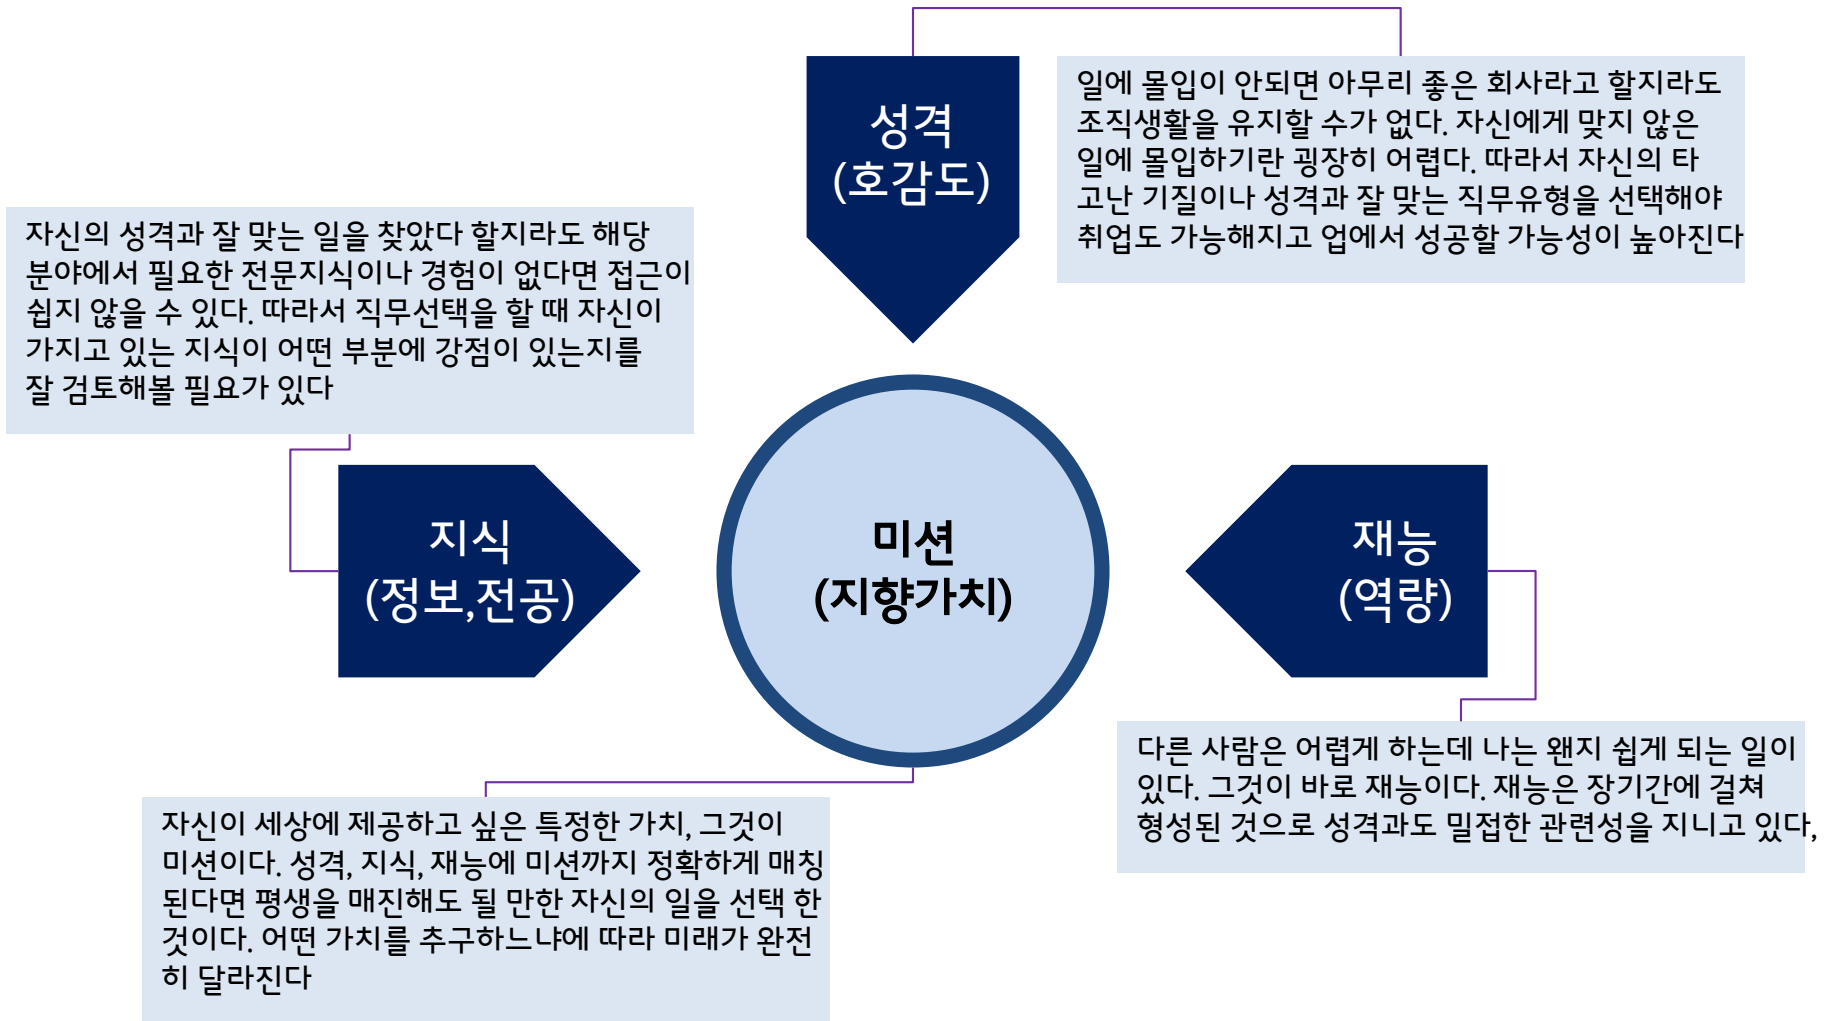 성격
(호감도)
일에 몰입이 안되면 아무리 좋은 회사라고 할지라도
조직생활을 유지할 수가 없다. 자신에게 맞지 않은
일에 몰입하기란 굉장히 어렵다. 따라서 자신의 타
고난 기질이나 성격과 잘 맞는 직무유형을 선택해야
취업도 가능해지고 업에서 성공할 가능성이 높아진다
자신의 성격과 잘 맞는 일을 찾았다 할지라도 해당
분야에서 필요한 전문지식이나 경험이 없다면 접근이
쉽지 않을 수 있다. 따라서 직무선택을 할 때 자신이
가지고 있는 지식이 어떤 부분에 강점이 있는지를
잘 검토해볼 필요가 있다
지식
(정보,전공)
미션
(지향가치)
재능
(역량)
다른 사람은 어렵게 하는데 나는 왠지 쉽게 되는 일이
있다. 그것이 바로 재능이다. 재능은 장기간에 걸쳐
형성된 것으로 성격과도 밀접한 관련성을 지니고 있다,
자신이 세상에 제공하고 싶은 특정한 가치, 그것이
미션이다. 성격, 지식, 재능에 미션까지 정확하게 매칭
된다면 평생을 매진해도 될 만한 자신의 일을 선택 한
것이다. 어떤 가치를 추구하느냐에 따라 미래가 완전
히 달라진다